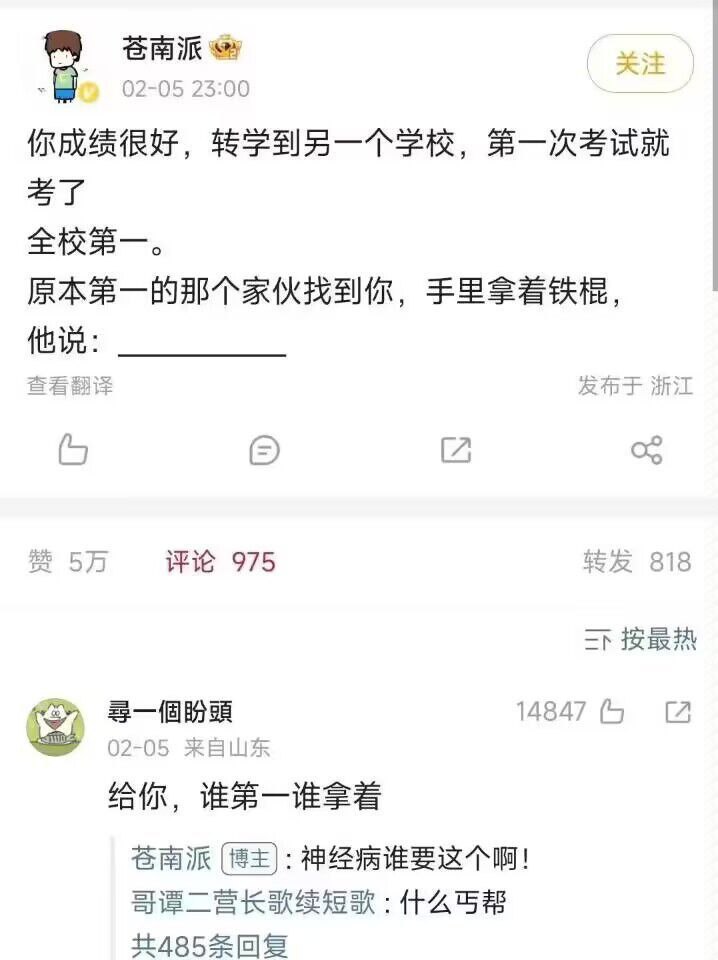 苍南派
02-05 23:00
关注
你成绩很好，转学到另一个学校，第一次考试就
考了
全校第一。
原本第一的那个家伙找到你，手里拿着铁棍，
他说：___________
查看翻译
发布于 浙江
赞 5万
评论 975
转发 818
按最热
尋一個盼頭
14847
02-05 来自山东
给你，谁第一谁拿着
苍南派 博主：神经病谁要这个啊！
哥谭二营长歌续短歌：什么丐帮
共485条回复